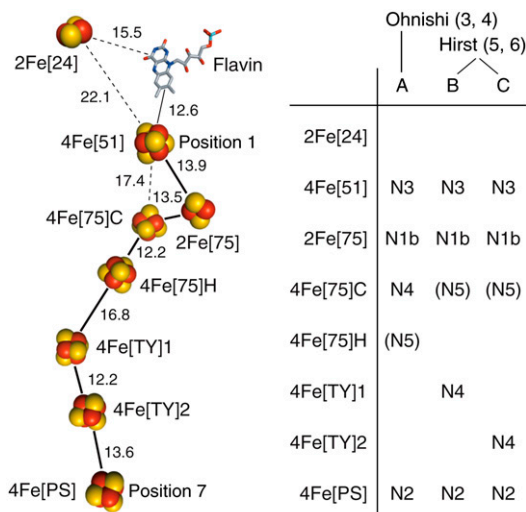 15.5
2Fe[24]
Flavin
22.1
12.6
4Fe[51]
Position 1
13.9
17.4
13.5
4Fe[75]C
2Fe[75]
12.2
4Fe[75]H
16.8
4Fe[TY]1
12.2
4Fe[TY]2
13.6
4Fe[PS]
Position 7
Ohnishi (3, 4)
Hirst (5, 6)
A B C
2Fe[24]
4Fe[51] N3 N3 N3
2Fe[75] N1b N1b N1b
4Fe[75]C N4 (N5) (N5)
4Fe[75]H (N5)
4Fe[TY]1 N4
4Fe[TY]2 N4
4Fe[PS] N2 N2 N2